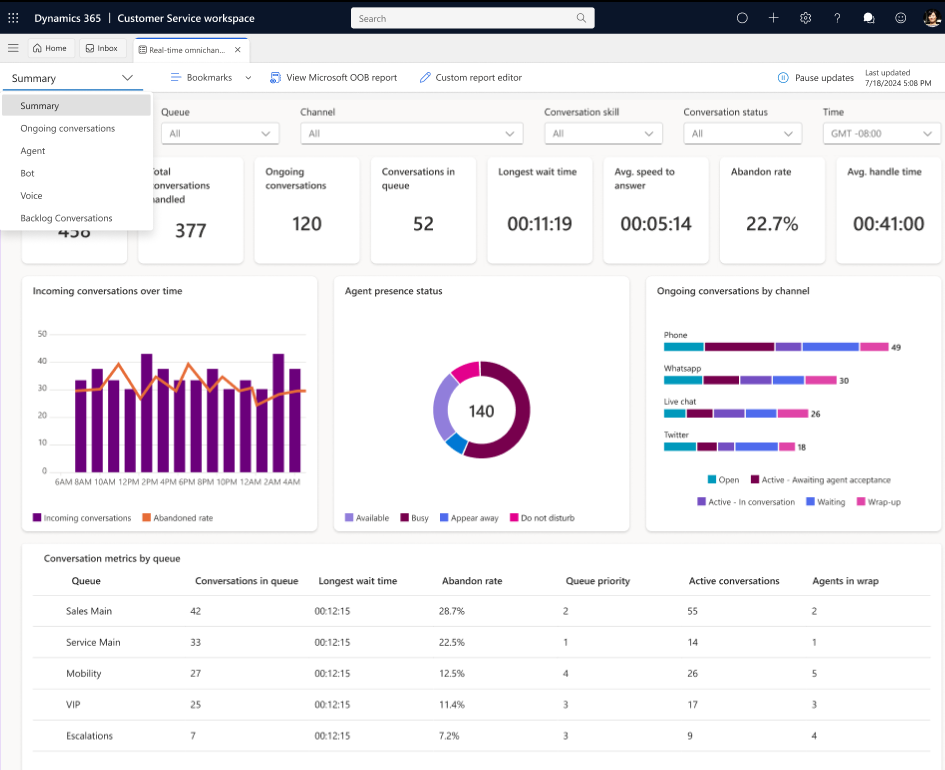 Dynamics 365 | Customer Service workspace
Search
?
Home
Inbox
Real-time omnichan...
Summary
Bookmarks
View Microsoft OOB report
Custom report editor
Pause updates
Last updated
7/18/2024 5:08 PM
Summary
Ongoing conversations
Agent
Bot
Voice
Backlog Conversations
Queue
All
Channel
All
Conversation skill
All
Conversation status
All
Time
GMT -08:00
Total
conversations
handled
377
Ongoing
conversations
120
Conversations in
queue
52
Longest wait time
00:11:19
Avg. speed to
answer
00:05:14
Abandon rate
22.7%
Avg. handle time
00:41:00
Incoming conversations over time
50
40
30
20
10
0
6AM 8AM 10AM 12PM 2PM 4PM 6PM 8PM 10PM 12AM 2AM 4AM
Incoming conversations
Abandoned rate
Agent presence status
140
Available
Busy
Appear away
Do not disturb
Ongoing conversations by channel
Phone
49
Whatsapp
30
Live chat
26
Twitter
18
Open
Active - Awaiting agent acceptance
Active - In conversation
Waiting
Wrap-up
Conversation metrics by queue
Queue Conversations in queue Longest wait time Abandon rate Queue priority Active conversations Agents in wrap
Sales Main 42 00:12:15 28.7% 2 55 2
Service Main 33 00:12:15 22.5% 1 14 1
Mobility 27 00:12:15 12.5% 4 26 5
VIP 25 00:12:15 11.4% 3 17 3
Escalations 7 00:12:15 7.2% 3 9 4